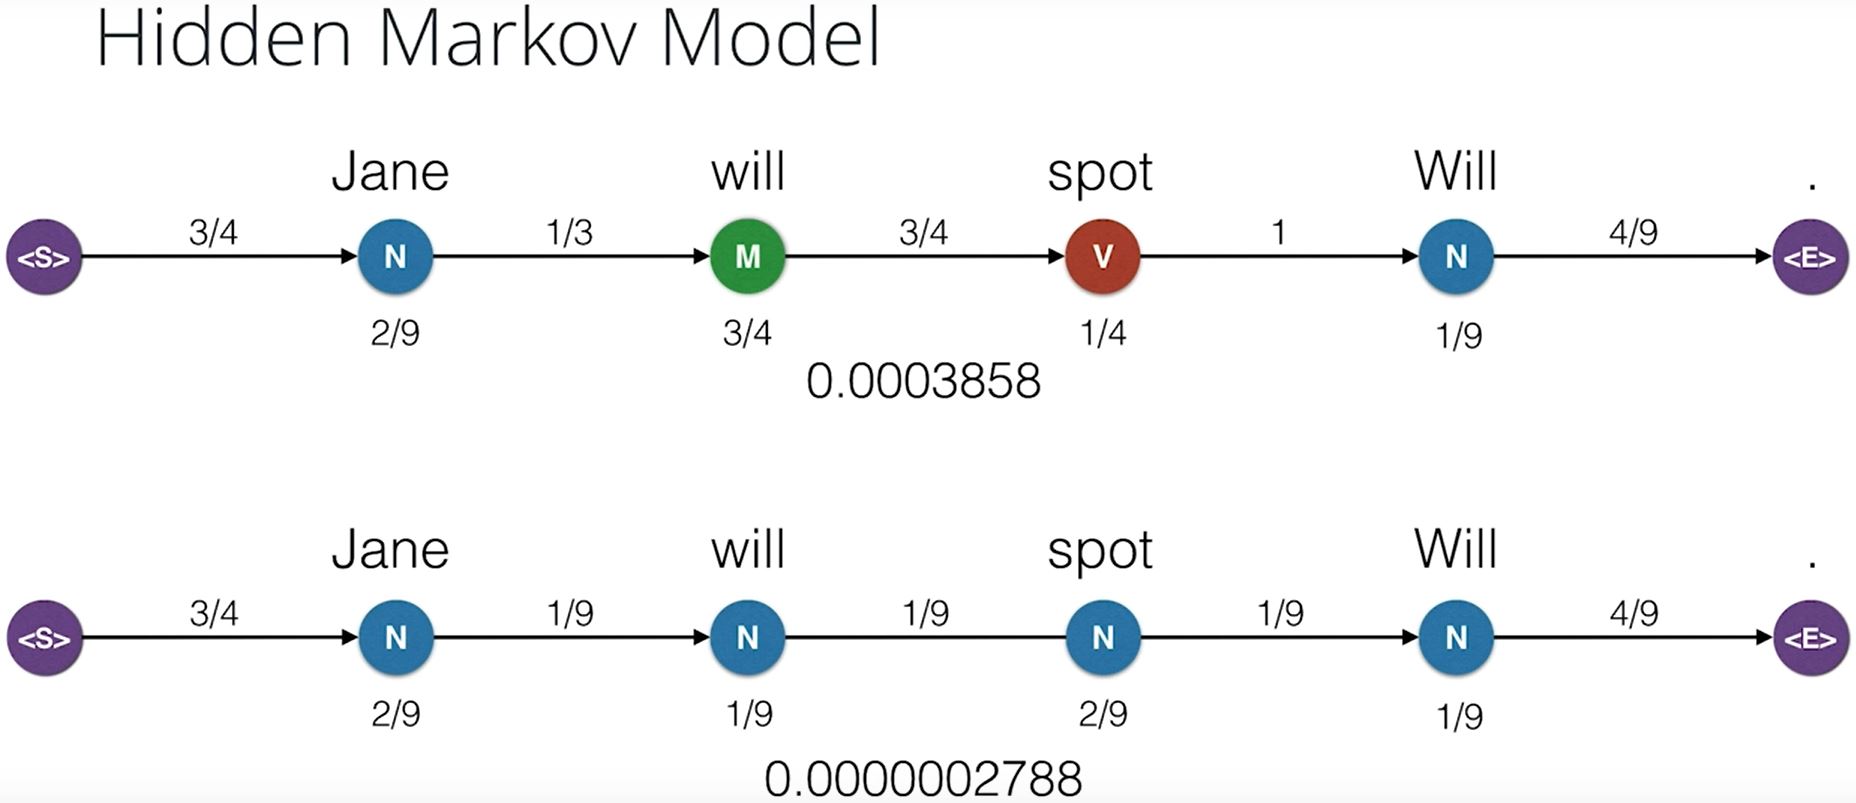 Hidden Markov Model
Jane will spot Will .
3/4 1/3 3/4 1 4/9
<S> N M V N <E>
2/9 3/4 1/4 1/9
0.0003858
Jane will spot Will .
3/4 1/9 1/9 1/9 4/9
<S> N N N N <E>
2/9 1/9 2/9 1/9
0.0000002788